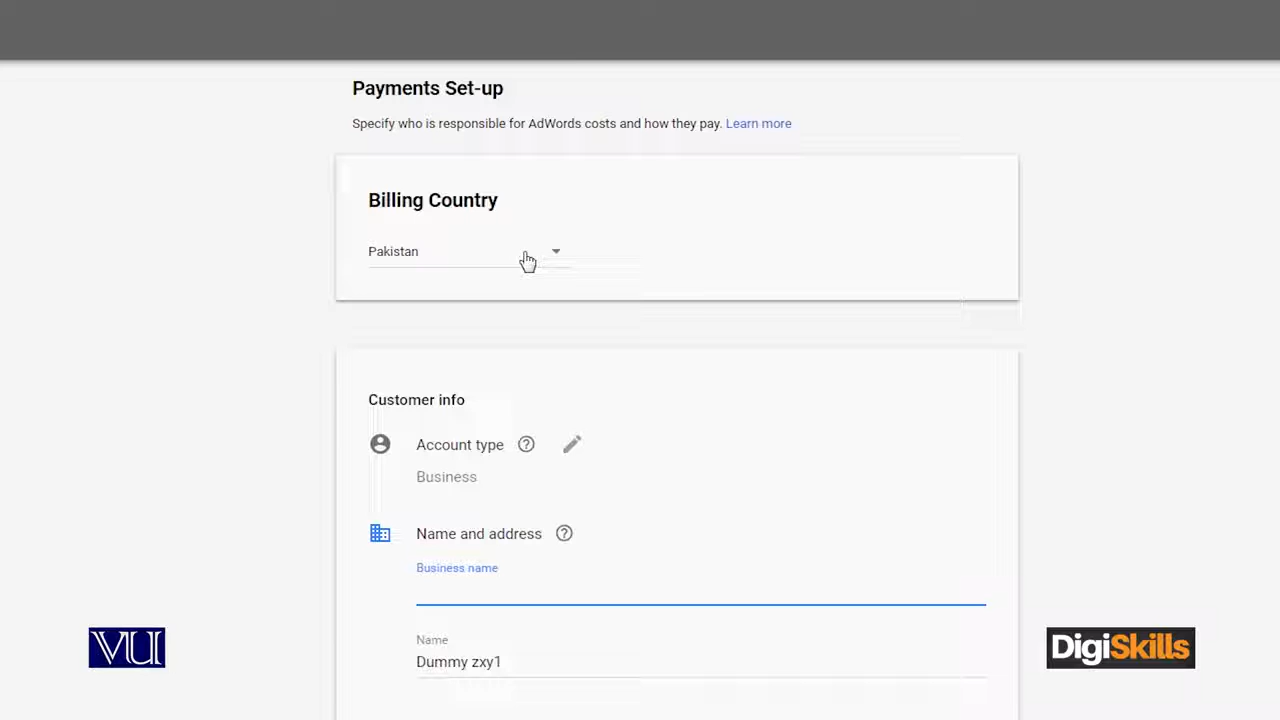 Payments Set-up
Specify who is responsible for AdWords costs and how they pay. Learn more
Billing Country
Pakistan
Customer info
Account type
Business
Name and address
Business name
Name
Dummy zxy1
VU
DigiSkills